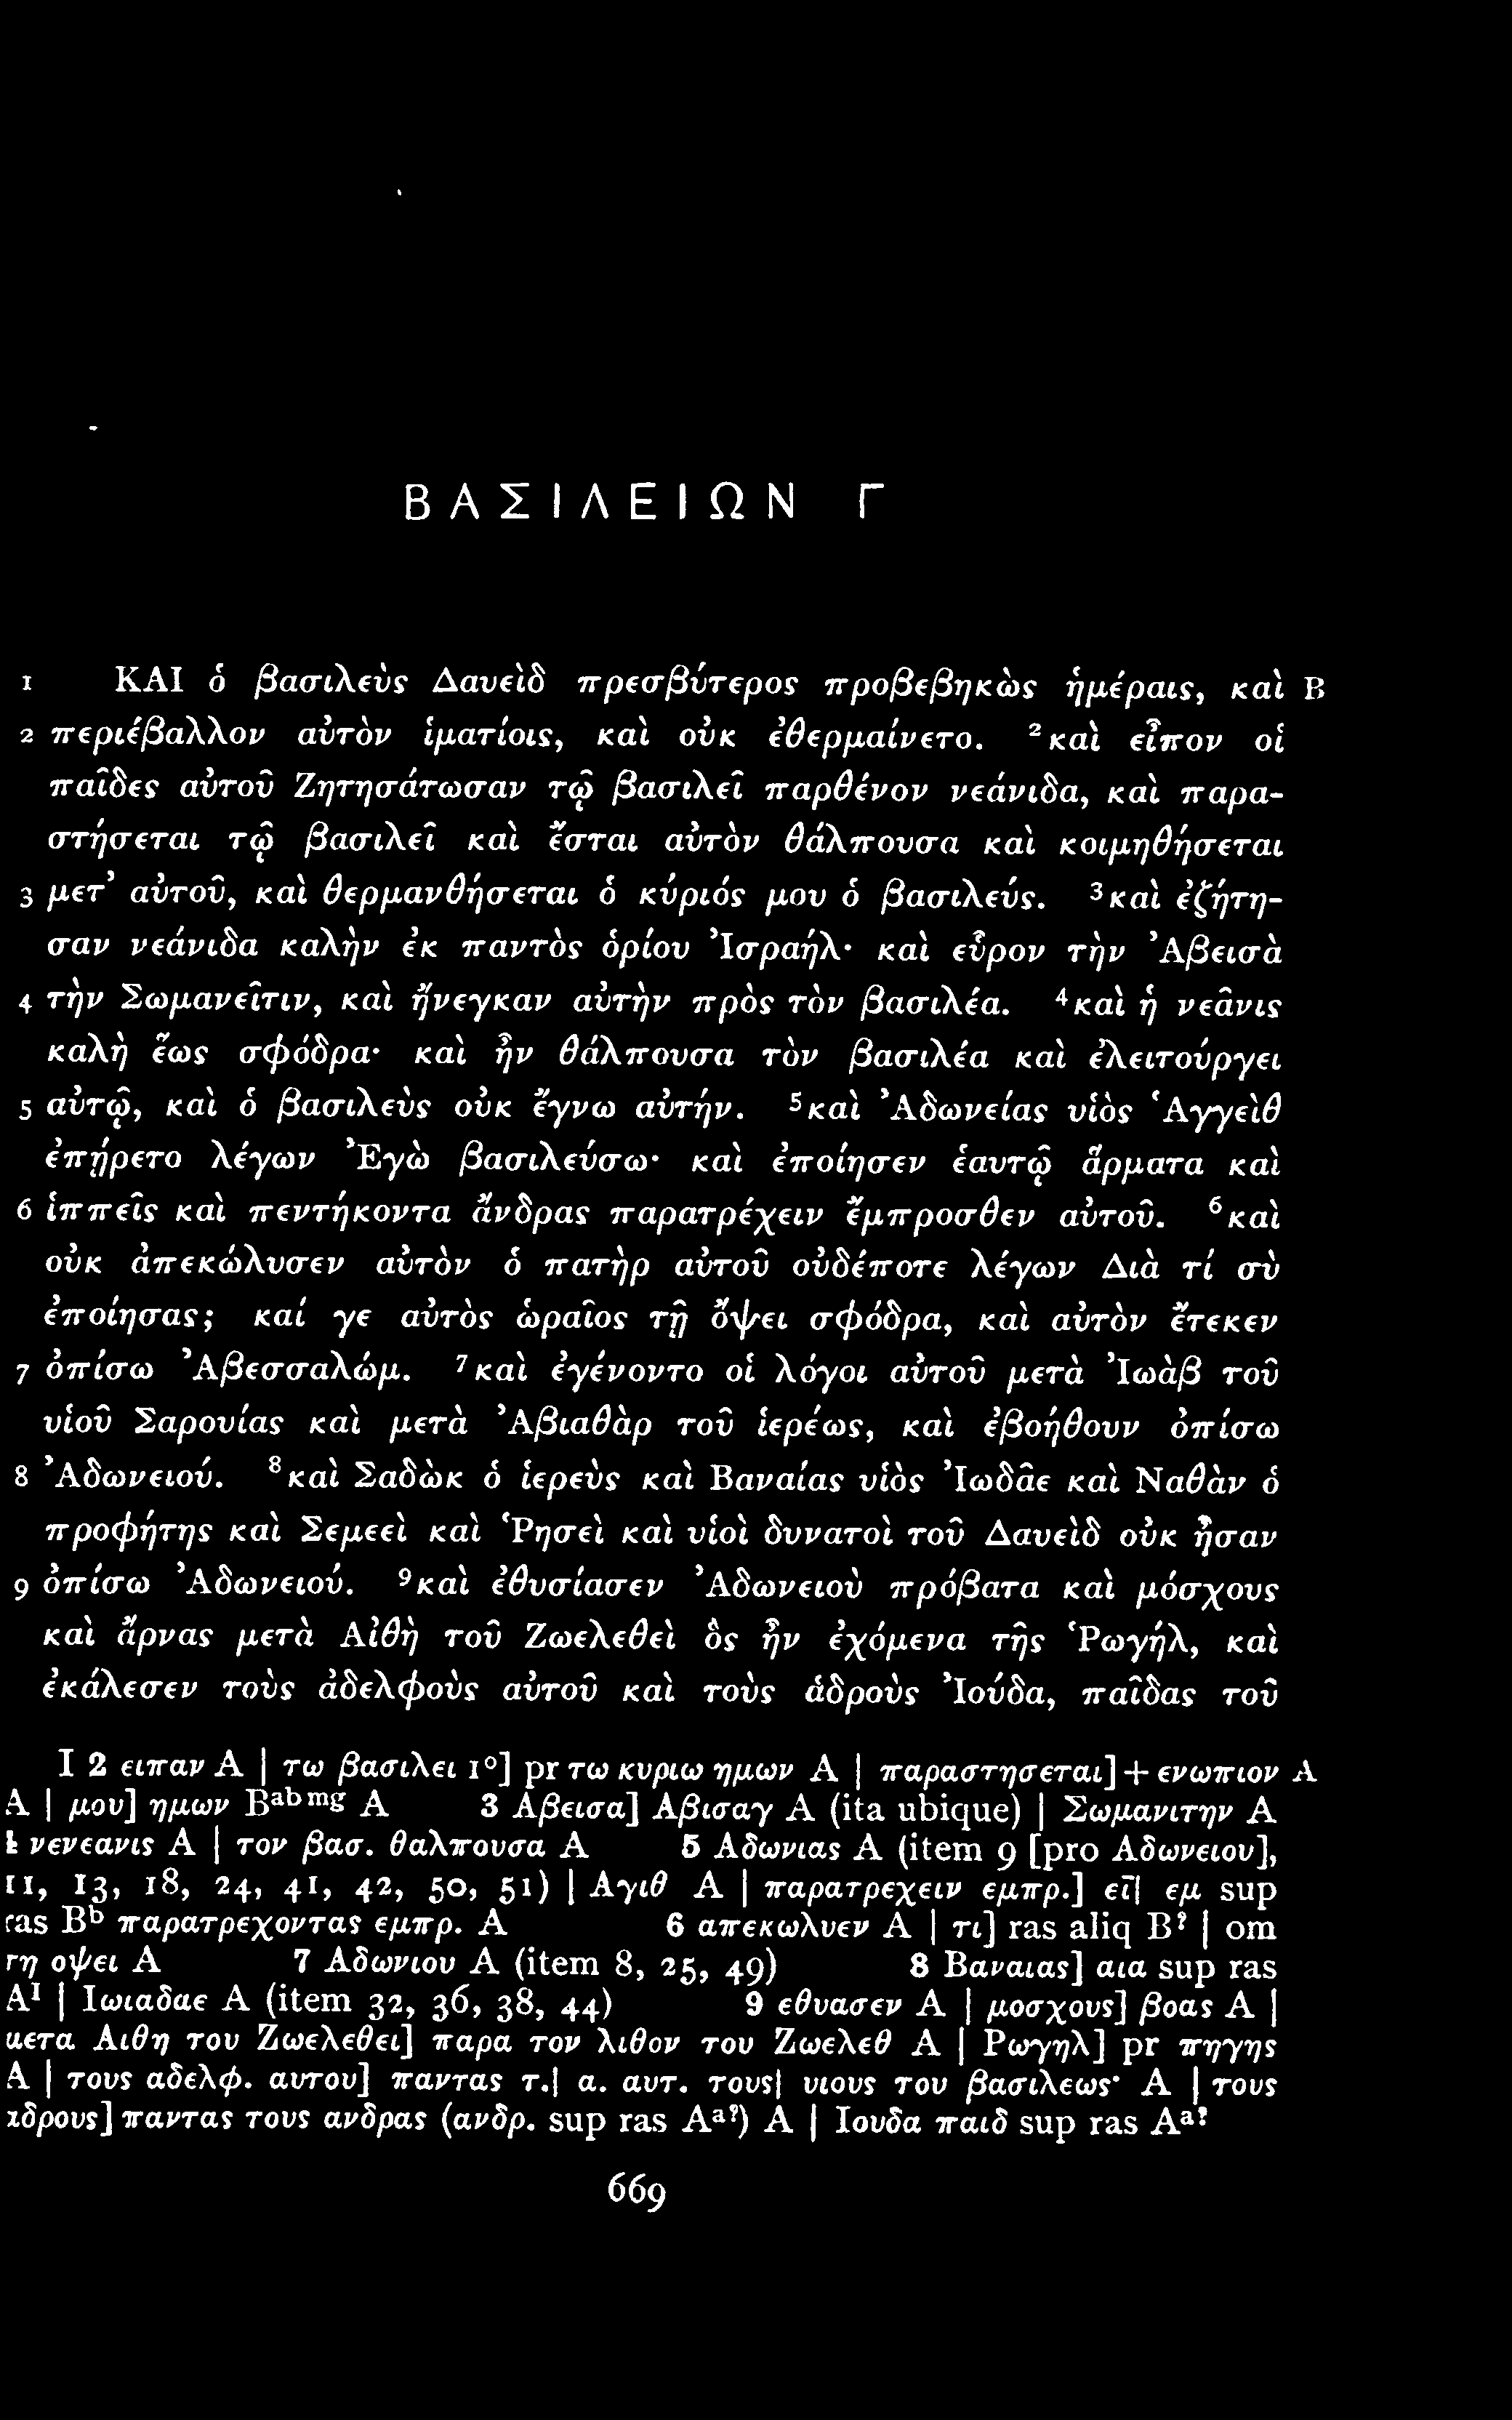 ΒΑΣΙΛΕΙΩΝ Γ
1 ΚΑΙ ὁ βασιλεὺς Δαυεὶδ πρεσβύτερος προβεβηκὼς ἡμέραις, καὶ B
2 περιέβαλλον αὐτὸν ἱματίοις, καὶ οὐκ ἐθερμαίνετο. ²καὶ εἶπον οἱ
παῖδες αὐτοῦ Ζητησάτωσαν τῷ βασιλεῖ παρθένον νεάνιδα, καὶ παρα-
στήσεται τῷ βασιλεῖ καὶ ἔσται αὐτὸν θάλπουσα καὶ κοιμηθήσεται
3 μετ’ αὐτοῦ, καὶ θερμανθήσεται ὁ κύριός μου ὁ βασιλεύς. ³καὶ ἐζήτη-
σαν νεάνιδα καλὴν ἐκ παντὸς ὁρίου Ἰσραήλ· καὶ εὗρον τὴν Ἀβεισὰ
4 τὴν Σωμανεῖτιν, καὶ ἤνεγκαν αὐτὴν πρὸς τὸν βασιλέα. ⁴καὶ ἡ νεᾶνις
καλὴ ἕως σφόδρα· καὶ ἦν θάλπουσα τὸν βασιλέα καὶ ἐλειτούργει
5 αὐτῷ, καὶ ὁ βασιλεὺς οὐκ ἔγνω αὐτήν. ⁵καὶ Ἀδωνείας υἱὸς Ἁγγεὶθ
ἐπῄρετο λέγων Ἐγὼ βασιλεύσω· καὶ ἐποίησεν ἑαυτῷ ἅρματα καὶ
6 ἱππεῖς καὶ πεντήκοντα ἄνδρας παρατρέχειν ἔμπροσθεν αὐτοῦ. ⁶καὶ
οὐκ ἀπεκώλυσεν αὐτὸν ὁ πατὴρ αὐτοῦ οὐδέποτε λέγων Διὰ τί σὺ
ἐποίησας; καί γε αὐτὸς ὡραῖος τῇ ὄψει σφόδρα, καὶ αὐτὸν ἔτεκεν
7 ὀπίσω Ἀβεσσαλώμ. ⁷καὶ ἐγένοντο οἱ λόγοι αὐτοῦ μετὰ Ἰωὰβ τοῦ
υἱοῦ Σαρουίας καὶ μετὰ Ἀβιαθὰρ τοῦ ἱερέως, καὶ ἐβοήθουν ὀπίσω
8 Ἀδωνειού. ⁸καὶ Σαδὼκ ὁ ἱερεὺς καὶ Βαναίας υἱὸς Ἰωδᾶε καὶ Ναθὰν ὁ
προφήτης καὶ Σεμεεὶ καὶ Ῥησεὶ καὶ υἱοὶ δυνατοὶ τοῦ Δαυεὶδ οὐκ ἦσαν
9 ὀπίσω Ἀδωνειού. ⁹καὶ ἐθυσίασεν Ἀδωνειοὺ πρόβατα καὶ μόσχους
καὶ ἄρνας μετὰ Αἰθὴ τοῦ Ζωελεθεὶ ὃς ἦν ἐχόμενα τῆς Ῥωγήλ, καὶ
ἐκάλεσεν τοὺς ἀδελφοὺς αὐτοῦ καὶ τοὺς ἁδροὺς Ἰούδα, παῖδας τοῦ
I 2 ειπαν A | τω βασιλει 1°] pr τω κυριω ημων A | παραστησεται] + ενωπιον A
A | μου] ημων Bᵃᵇᵐᵍ A 3 Αβεισα] Αβισαγ A (ita ubique) | Σωμανιτην A
νενεανις A | τον βασ. θαλπουσα A 5 Αδωνιας A (item 9 [pro Αδωνειου],
11, 13, 18, 24, 41, 42, 50, 51) | Αγιθ A | παρατρεχειν εμπρ.] εμ sup
ras Bᵇ παρατρεχοντας εμπρ. A 6 απεκωλυεν A | τι] ras aliq B? | om
τη οψει A 7 Αδωνιου A (item 8, 25, 49) 8 Βαναιας] αια sup ras
A¹ | Ιωιαδαε A (item 32, 36, 38, 44) 9 εθυασεν A | μοσχους] βοας A |
μετα Αιθη του Ζωελεθει] παρα τον λιθον του Ζωελεθ A | Ρωγηλ] pr πηγης
A | τους αδελφ. αυτου] παντας τ.| α. αυτ. τους| υιους του βασιλεως· A | τους
αδρους] παντας τους ανδρας (ανδρ. sup ras Aᵃ?) A | Ιουδα παιδ sup ras Aᵃ?
669